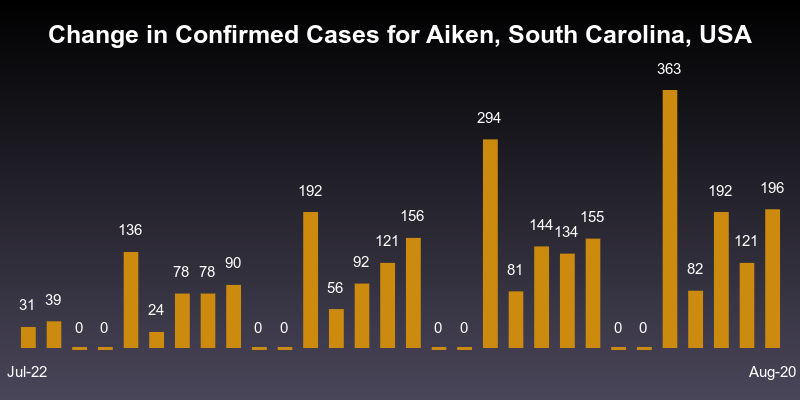 Change in Confirmed Cases for Aiken, South Carolina, USA
31 39 0 0 136 24 78 78 90 0 0 192 56 92 121 156 0 0 294 81 144 134 155 0 0 363 82 192 121 196
Jul-22 Aug-20